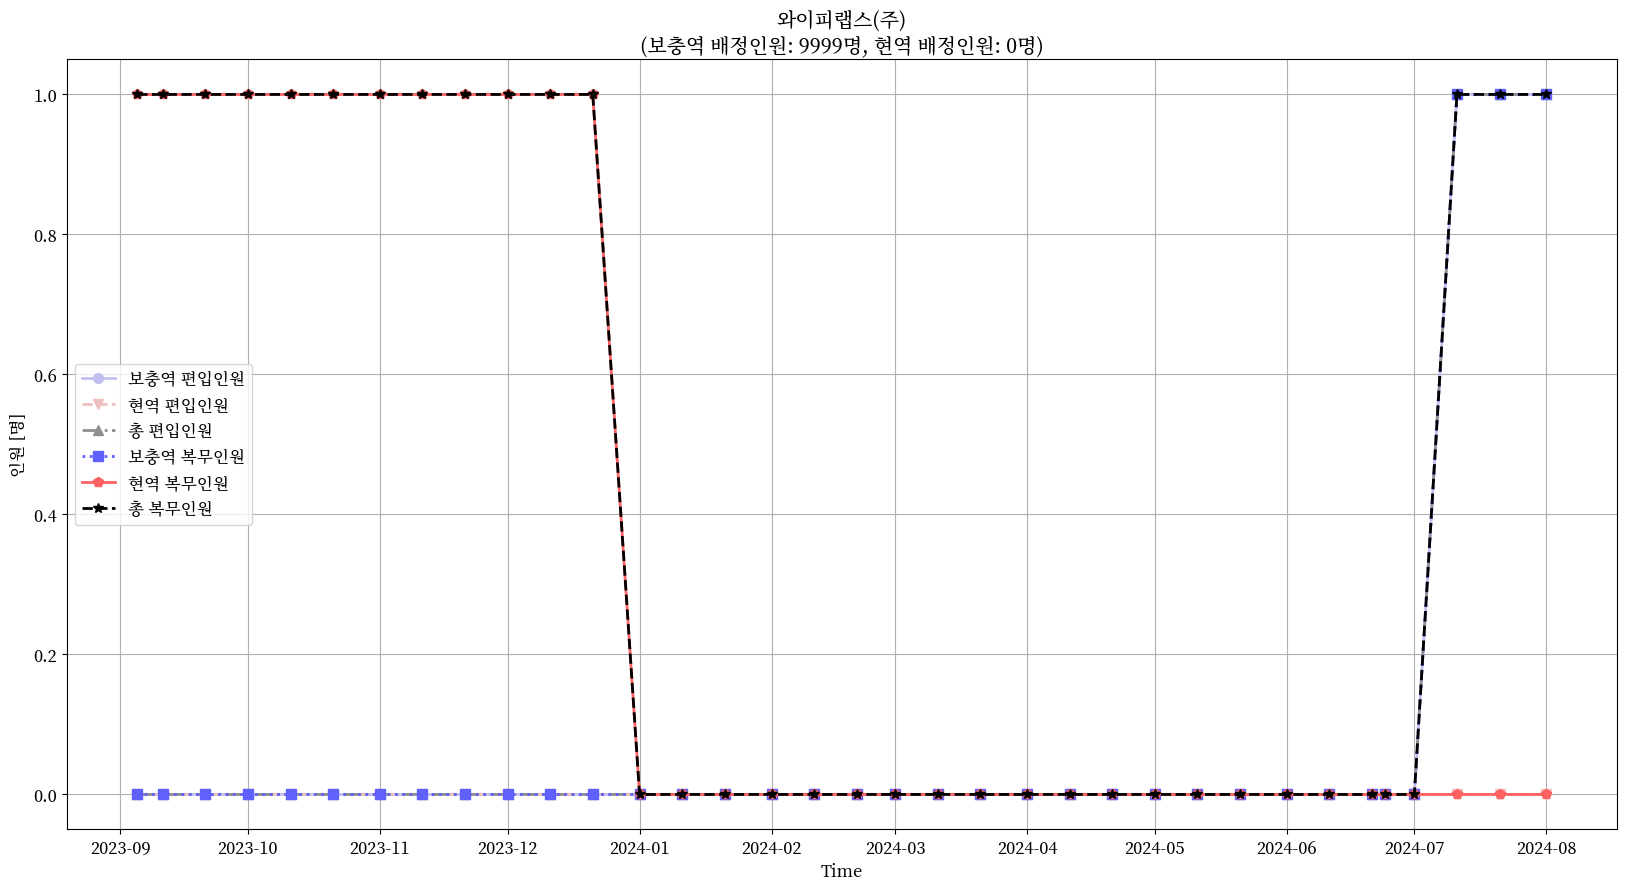 와이피랩스(주)
(보충역 배정인원: 9999명, 현역 배정인원: 0명)
1.0
0.8
0.6
0.4
0.2
0.0
인원 [명]
보충역 편입인원
현역 편입인원
총 편입인원
보충역 복무인원
현역 복무인원
총 복무인원
2023-09 2023-10 2023-11 2023-12 2024-01 2024-02 2024-03 2024-04 2024-05 2024-06 2024-07 2024-08
Time